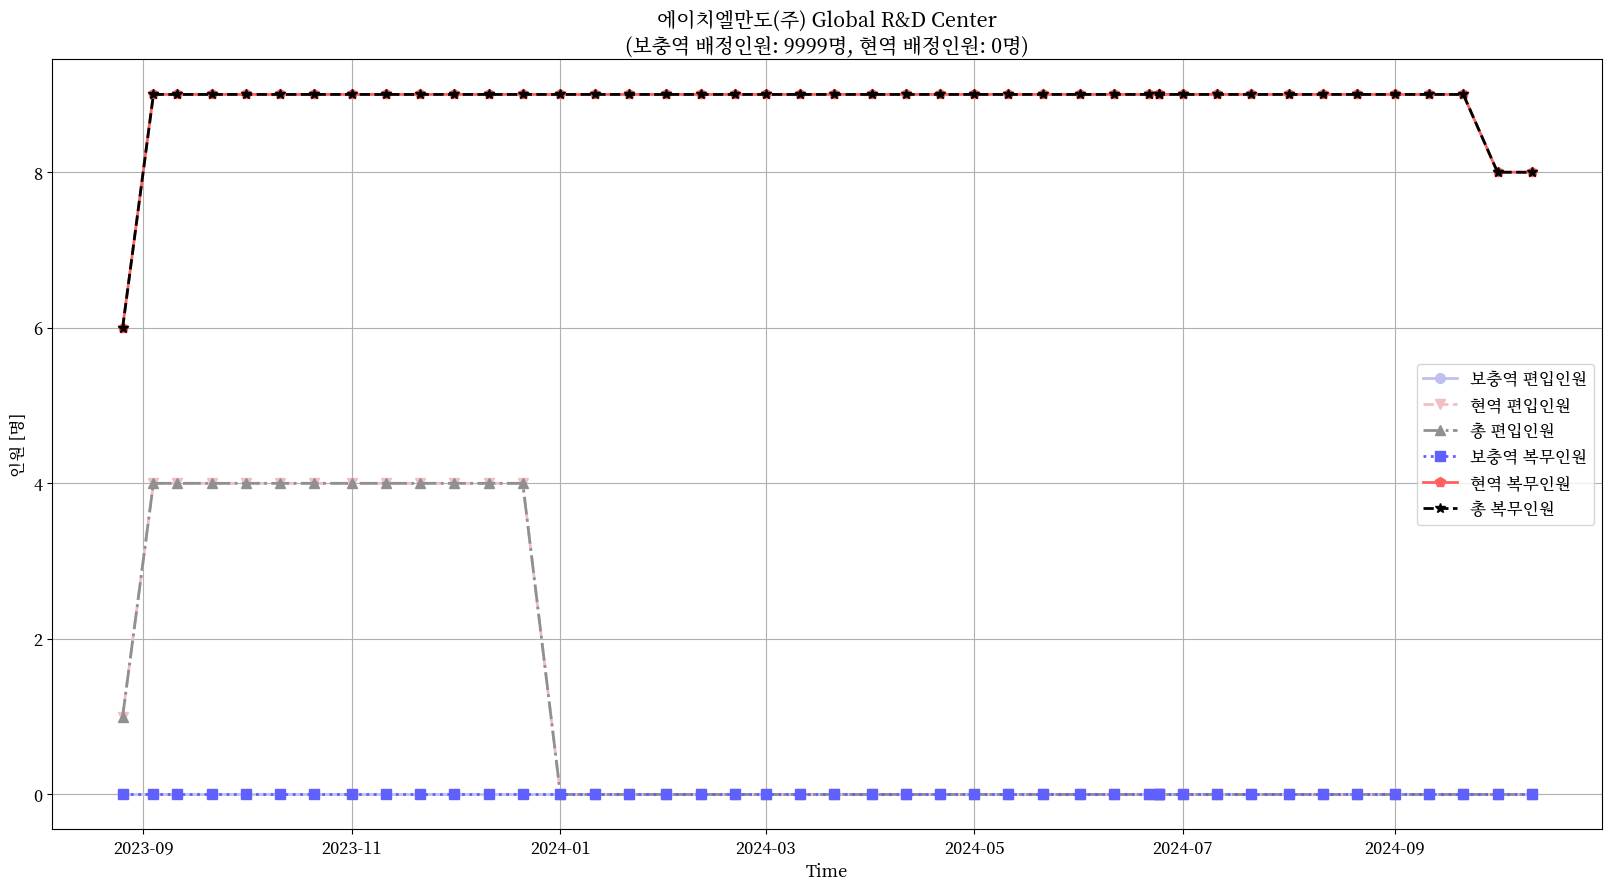 에이치엘만도(주) Global R&D Center
(보충역 배정인원: 9999명, 현역 배정인원: 0명)
인원 [명]
8
6
4
2
0
보충역 편입인원
현역 편입인원
총 편입인원
보충역 복무인원
현역 복무인원
총 복무인원
2023-09
2023-11
2024-01
2024-03
2024-05
2024-07
2024-09
Time